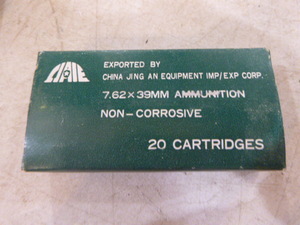 EXPORTED BY
CHINA JING AN EQUIPMENT IMP/EXP CORP.
7.62×39MM AMMUNITION
NON-CORROSIVE
20 CARTRIDGES